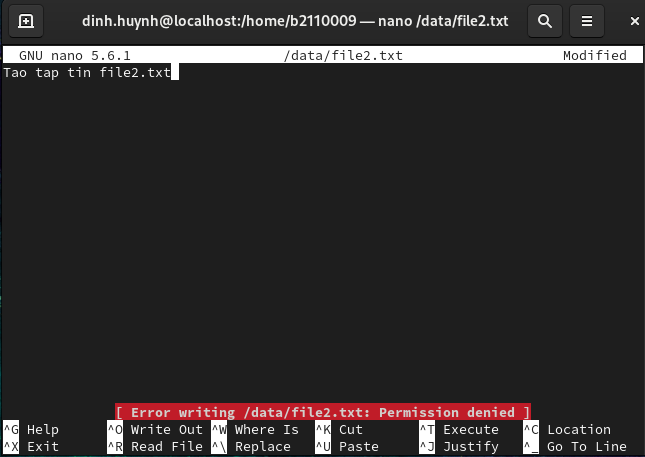 dinh.huynh@localhost:/home/b2110009 — nano /data/file2.txt
GNU nano 5.6.1 /data/file2.txt Modified
Tao tap tin file2.txt
[ Error writing /data/file2.txt: Permission denied ]
^G Help ^O Write Out ^W Where Is ^K Cut ^T Execute ^C Location
^X Exit ^R Read File ^\ Replace ^U Paste ^J Justify ^_ Go To Line